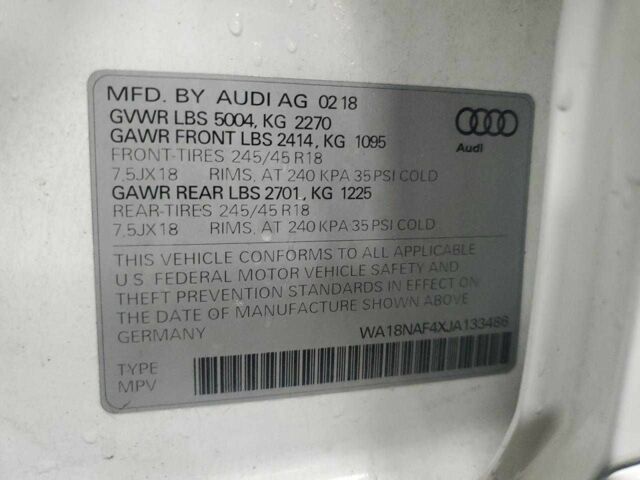 MFD. BY AUDI AG 02 18
GVWR LBS 5004, KG 2270
GAWR FRONT LBS 2414, KG 1095
FRONT-TIRES 245/45 R18
7,5JX18 RIMS, AT 240 KPA 35 PSI COLD
GAWR REAR LBS 2701, KG 1225
REAR-TIRES 245/45 R18
7,5JX18 RIMS, AT 240 KPA 35 PSI COLD
Audi
THIS VEHICLE CONFORMS TO ALL APPLICABLE
U.S. FEDERAL MOTOR VEHICLE SAFETY AND
THEFT PREVENTION STANDARDS IN EFFECT ON
THE DATE OF MANUFACTURE SHOWN ABOVE
GERMANY
WA18NAF4XJA133486
TYPE
MPV